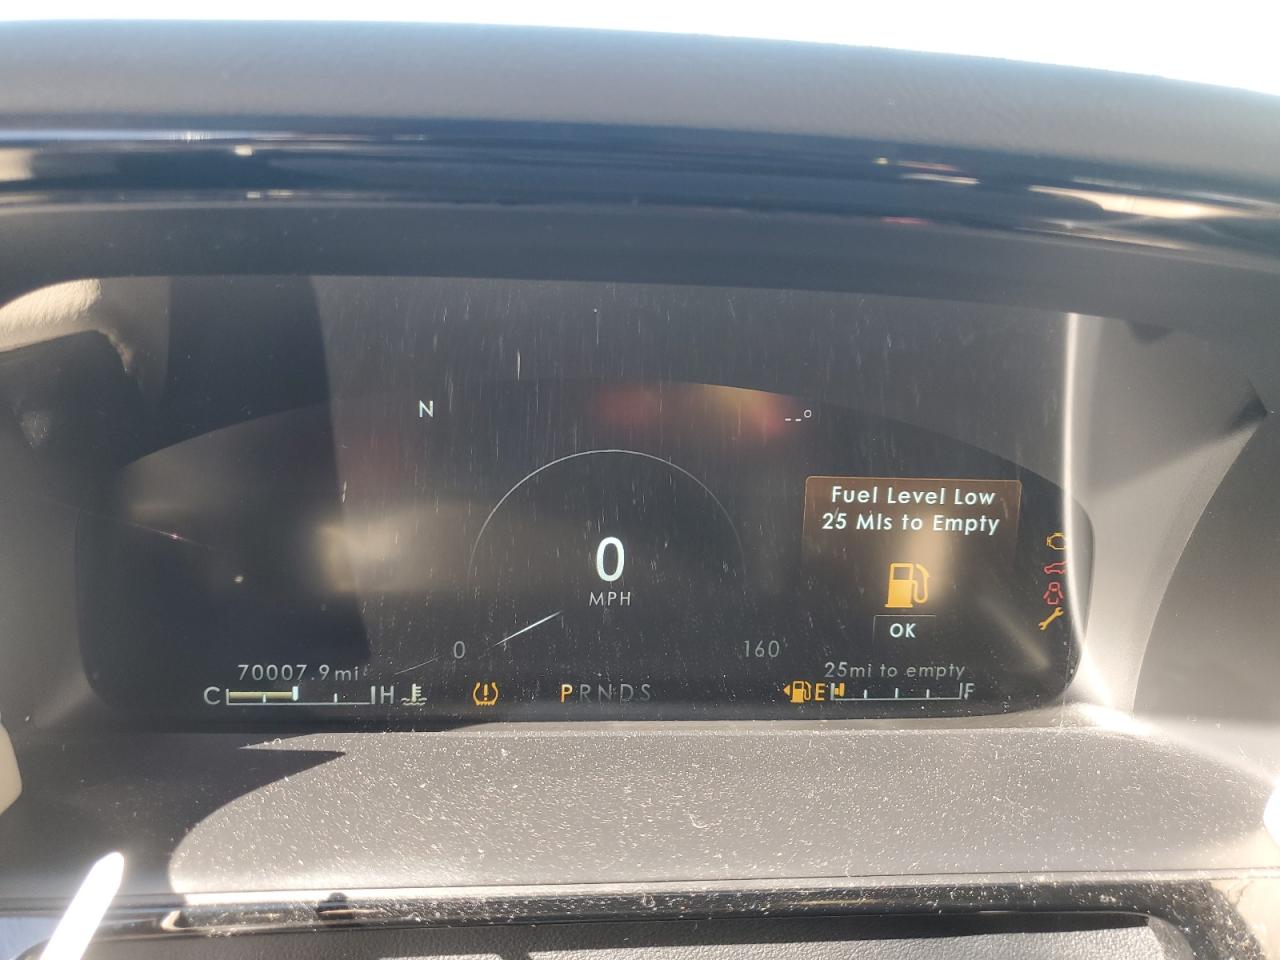 N
--°
Fuel Level Low
25 Mls to Empty
0
MPH
OK
0
160
70007.9mi
25mi to empty
C
H
PRNDS
E
F